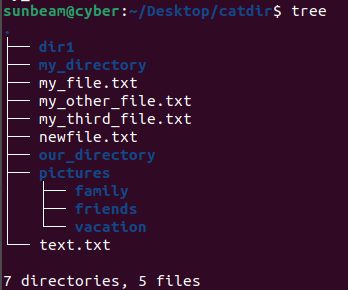 sunbeam@cyber:~/Desktop/catdir$ tree
.
├── dir1
├── my_directory
├── my_file.txt
├── my_other_file.txt
├── my_third_file.txt
├── newfile.txt
├── our_directory
├── pictures
│   ├── family
│   ├── friends
│   └── vacation
└── text.txt
7 directories, 5 files